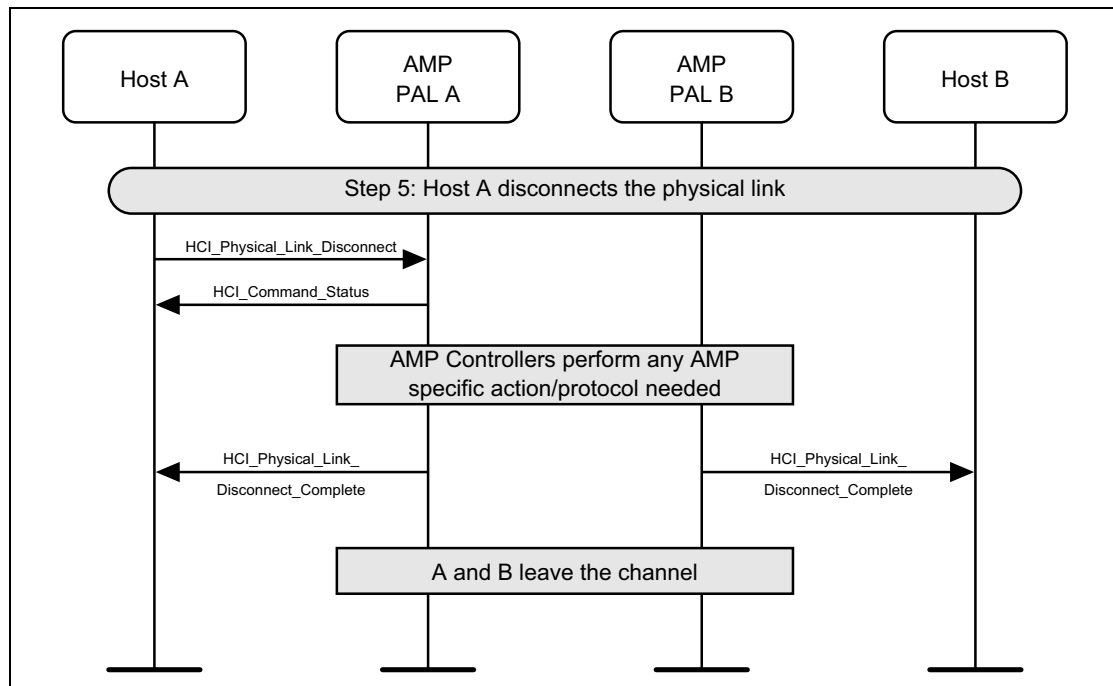 Host A
AMP
PAL A
AMP
PAL B
Host B
Step 5: Host A disconnects the physical link
HCI_Physical_Link_Disconnect
HCI_Command_Status
AMP Controllers perform any AMP
specific action/protocol needed
HCI_Physical_Link_
Disconnect_Complete
HCI_Physical_Link_
Disconnect_Complete
A and B leave the channel